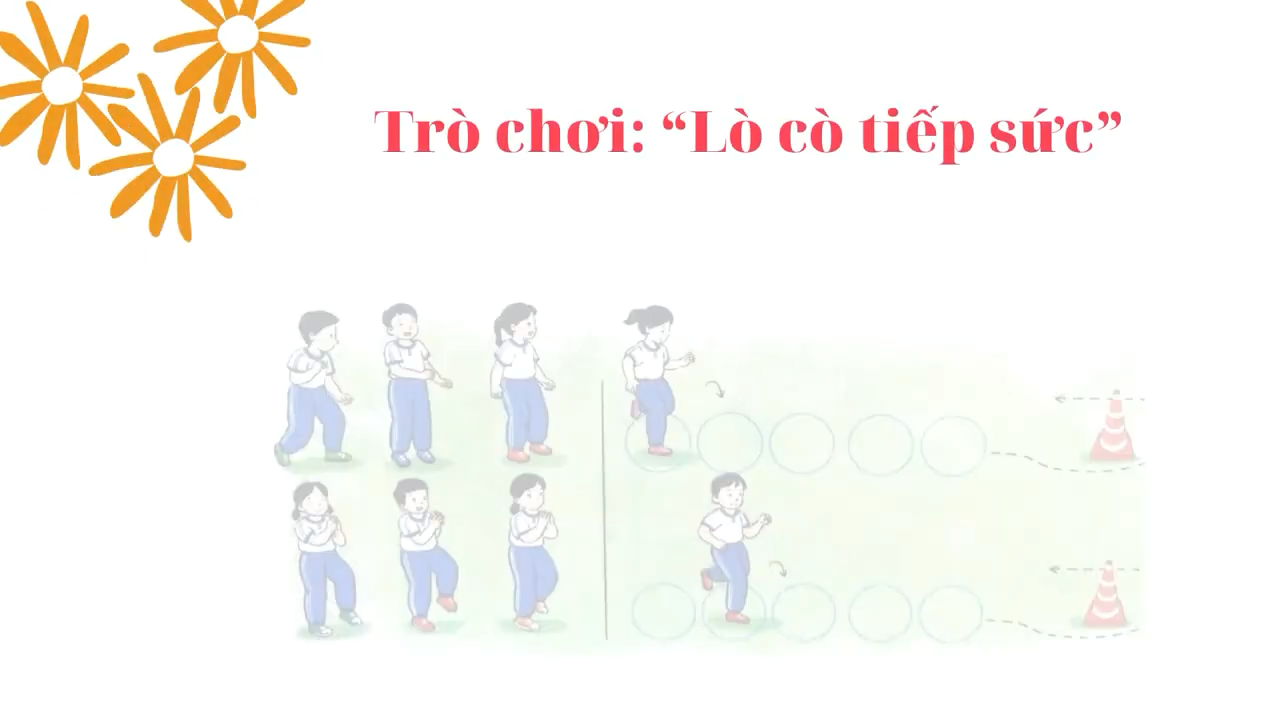 Trò chơi: “Lò cò tiếp sức”